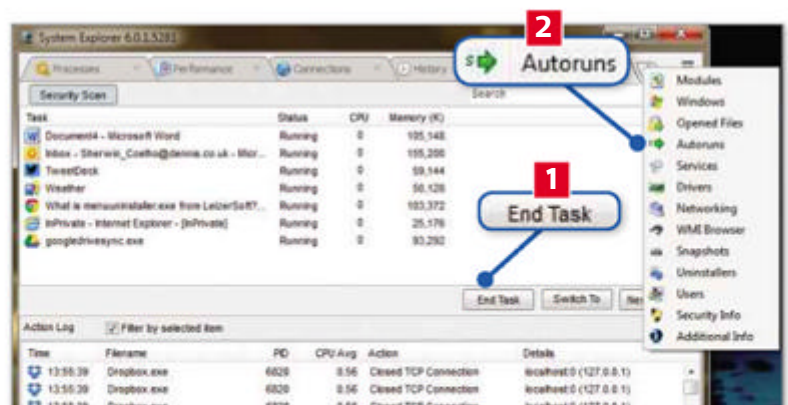 System Explorer 6.0.1.5281
2
Autoruns
Processes
Performance
Connections
History
Security Scan
Search
Task Status CPU Memory (K)
Document4 - Microsoft Word Running 0 105,148
Inbox - Sherwin_Coelho@dennis.co.uk - Micr... Running 0 155,208
TweetDeck Running 0 59,144
Weather Running 0 50,128
What is menuuninstaller.exe from LeizerSoft?... Running 0 103,372
InPrivate - Internet Explorer - [InPrivate] Running 0 25,176
googledrivesync.exe Running 0 93,292
1
End Task
End Task
Switch To
Modules
Windows
Opened Files
Autoruns
Services
Drivers
Networking
WMI Browser
Snapshots
Uninstallers
Users
Security Info
Additional Info
Action Log Filter by selected item
Time Filename PID CPU Avg Action Details
13:55:39 Dropbox.exe 6828 0.56 Closed TCP Connection localhost:0 (127.0.0.1)
13:55:39 Dropbox.exe 6828 0.56 Closed TCP Connection localhost:0 (127.0.0.1)